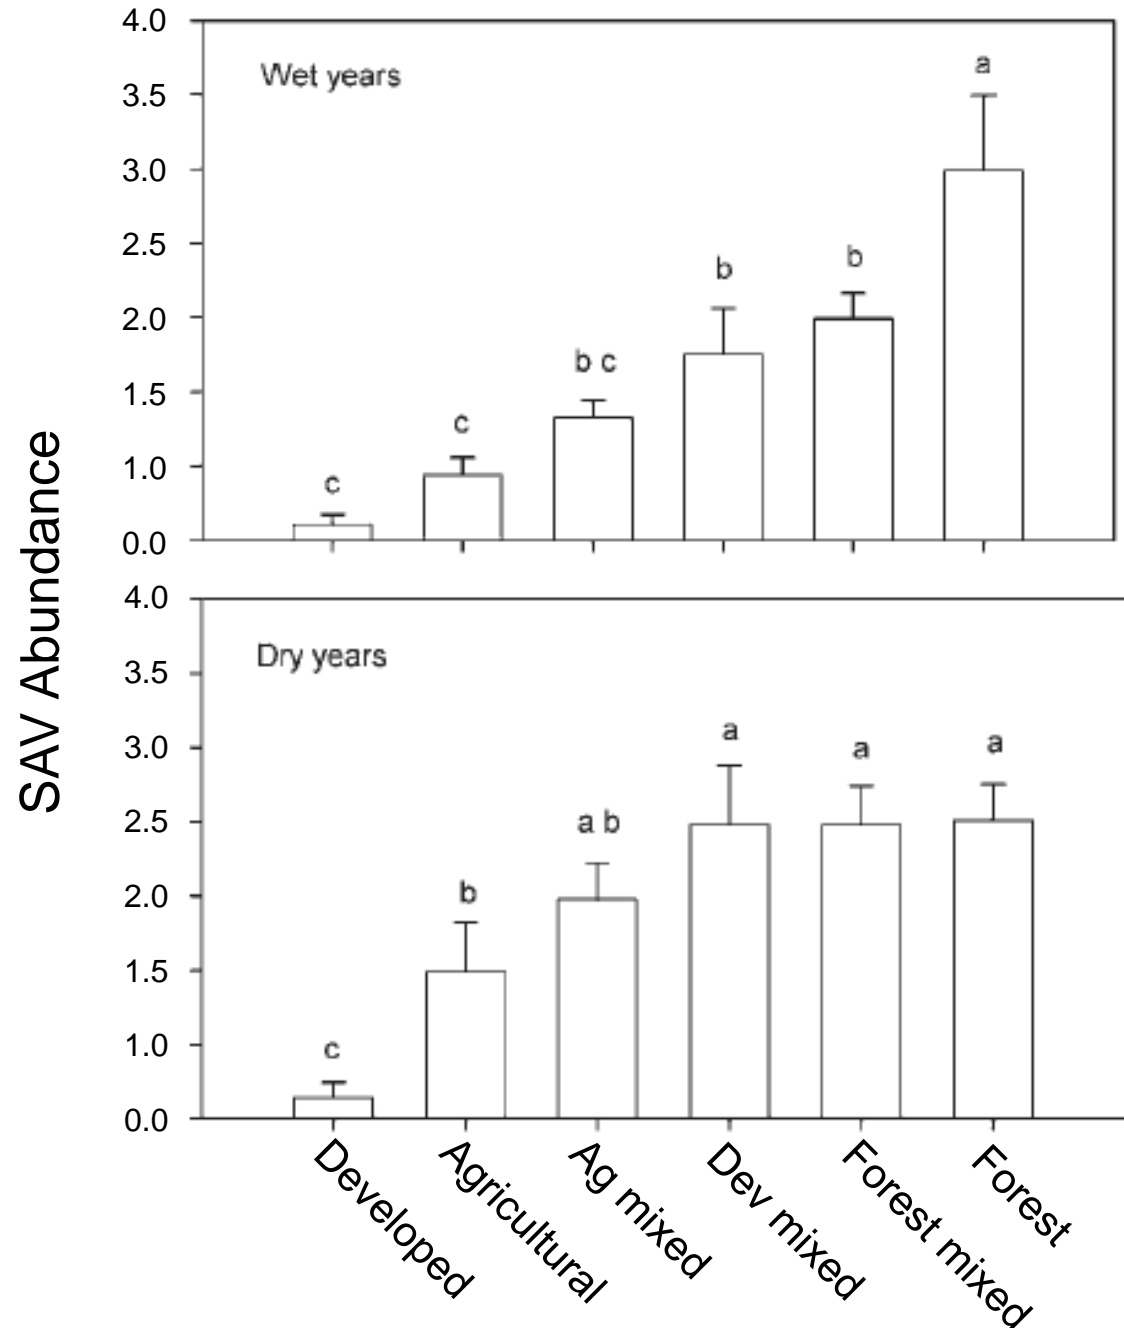 SAV Abundance
4.0
3.5
3.0
2.5
2.0
1.5
1.0
0.0
Wet years
c
c
b c
b
b
a
4.0
3.5
3.0
2.5
2.0
1.5
1.0
0.0
Dry years
c
b
a b
a
a
a
Developed
Agricultural
Ag mixed
Dev mixed
Forest mixed
Forest